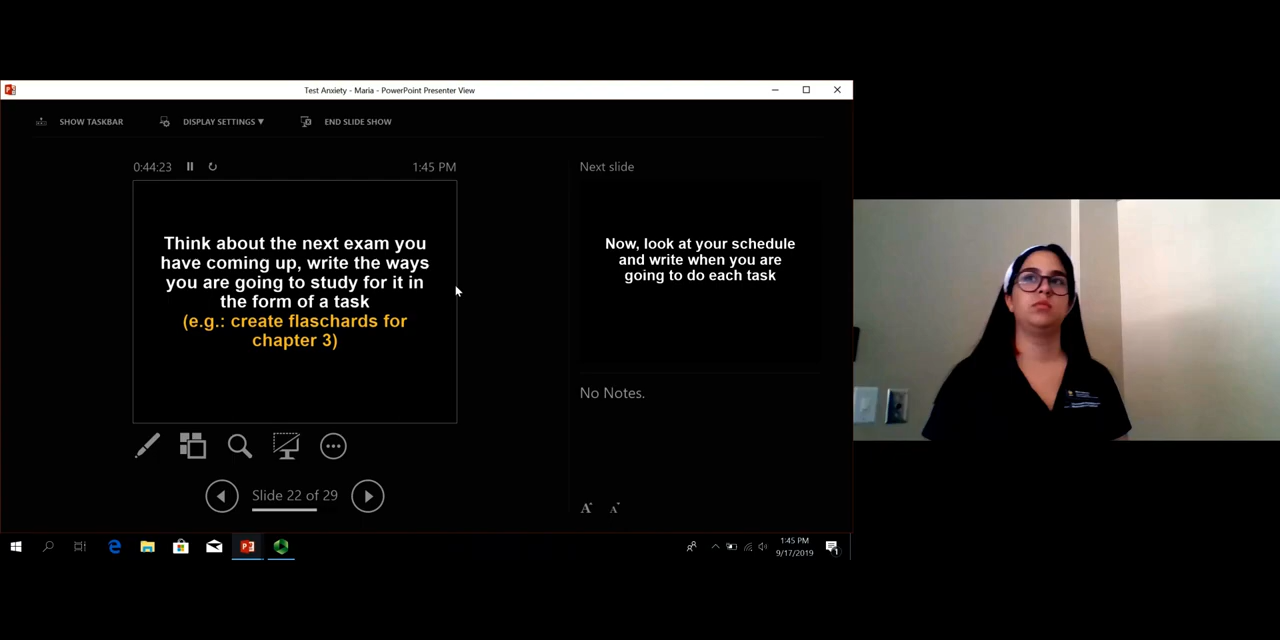 Test Anxiety - Maria - PowerPoint Presenter View
SHOW TASKBAR
DISPLAY SETTINGS ▼
END SLIDE SHOW
0:44:23
1:45 PM
Think about the next exam you
have coming up, write the ways
you are going to study for it in
the form of a task
(e.g.: create flaschards for
chapter 3)
Slide 22 of 29
Next slide
Now, look at your schedule
and write when you are
going to do each task
No Notes.
A A
1:45 PM
9/17/2019